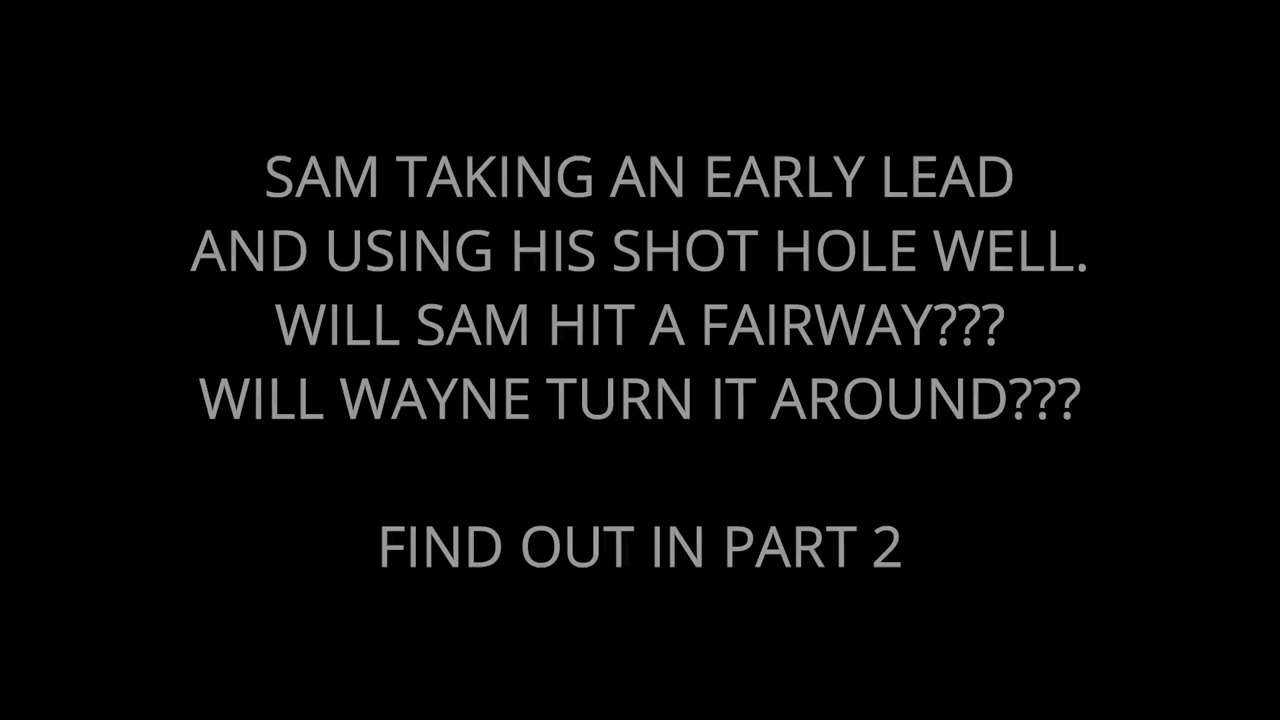 SAM TAKING AN EARLY LEAD
AND USING HIS SHOT HOLE WELL.
WILL SAM HIT A FAIRWAY???
WILL WAYNE TURN IT AROUND???
FIND OUT IN PART 2